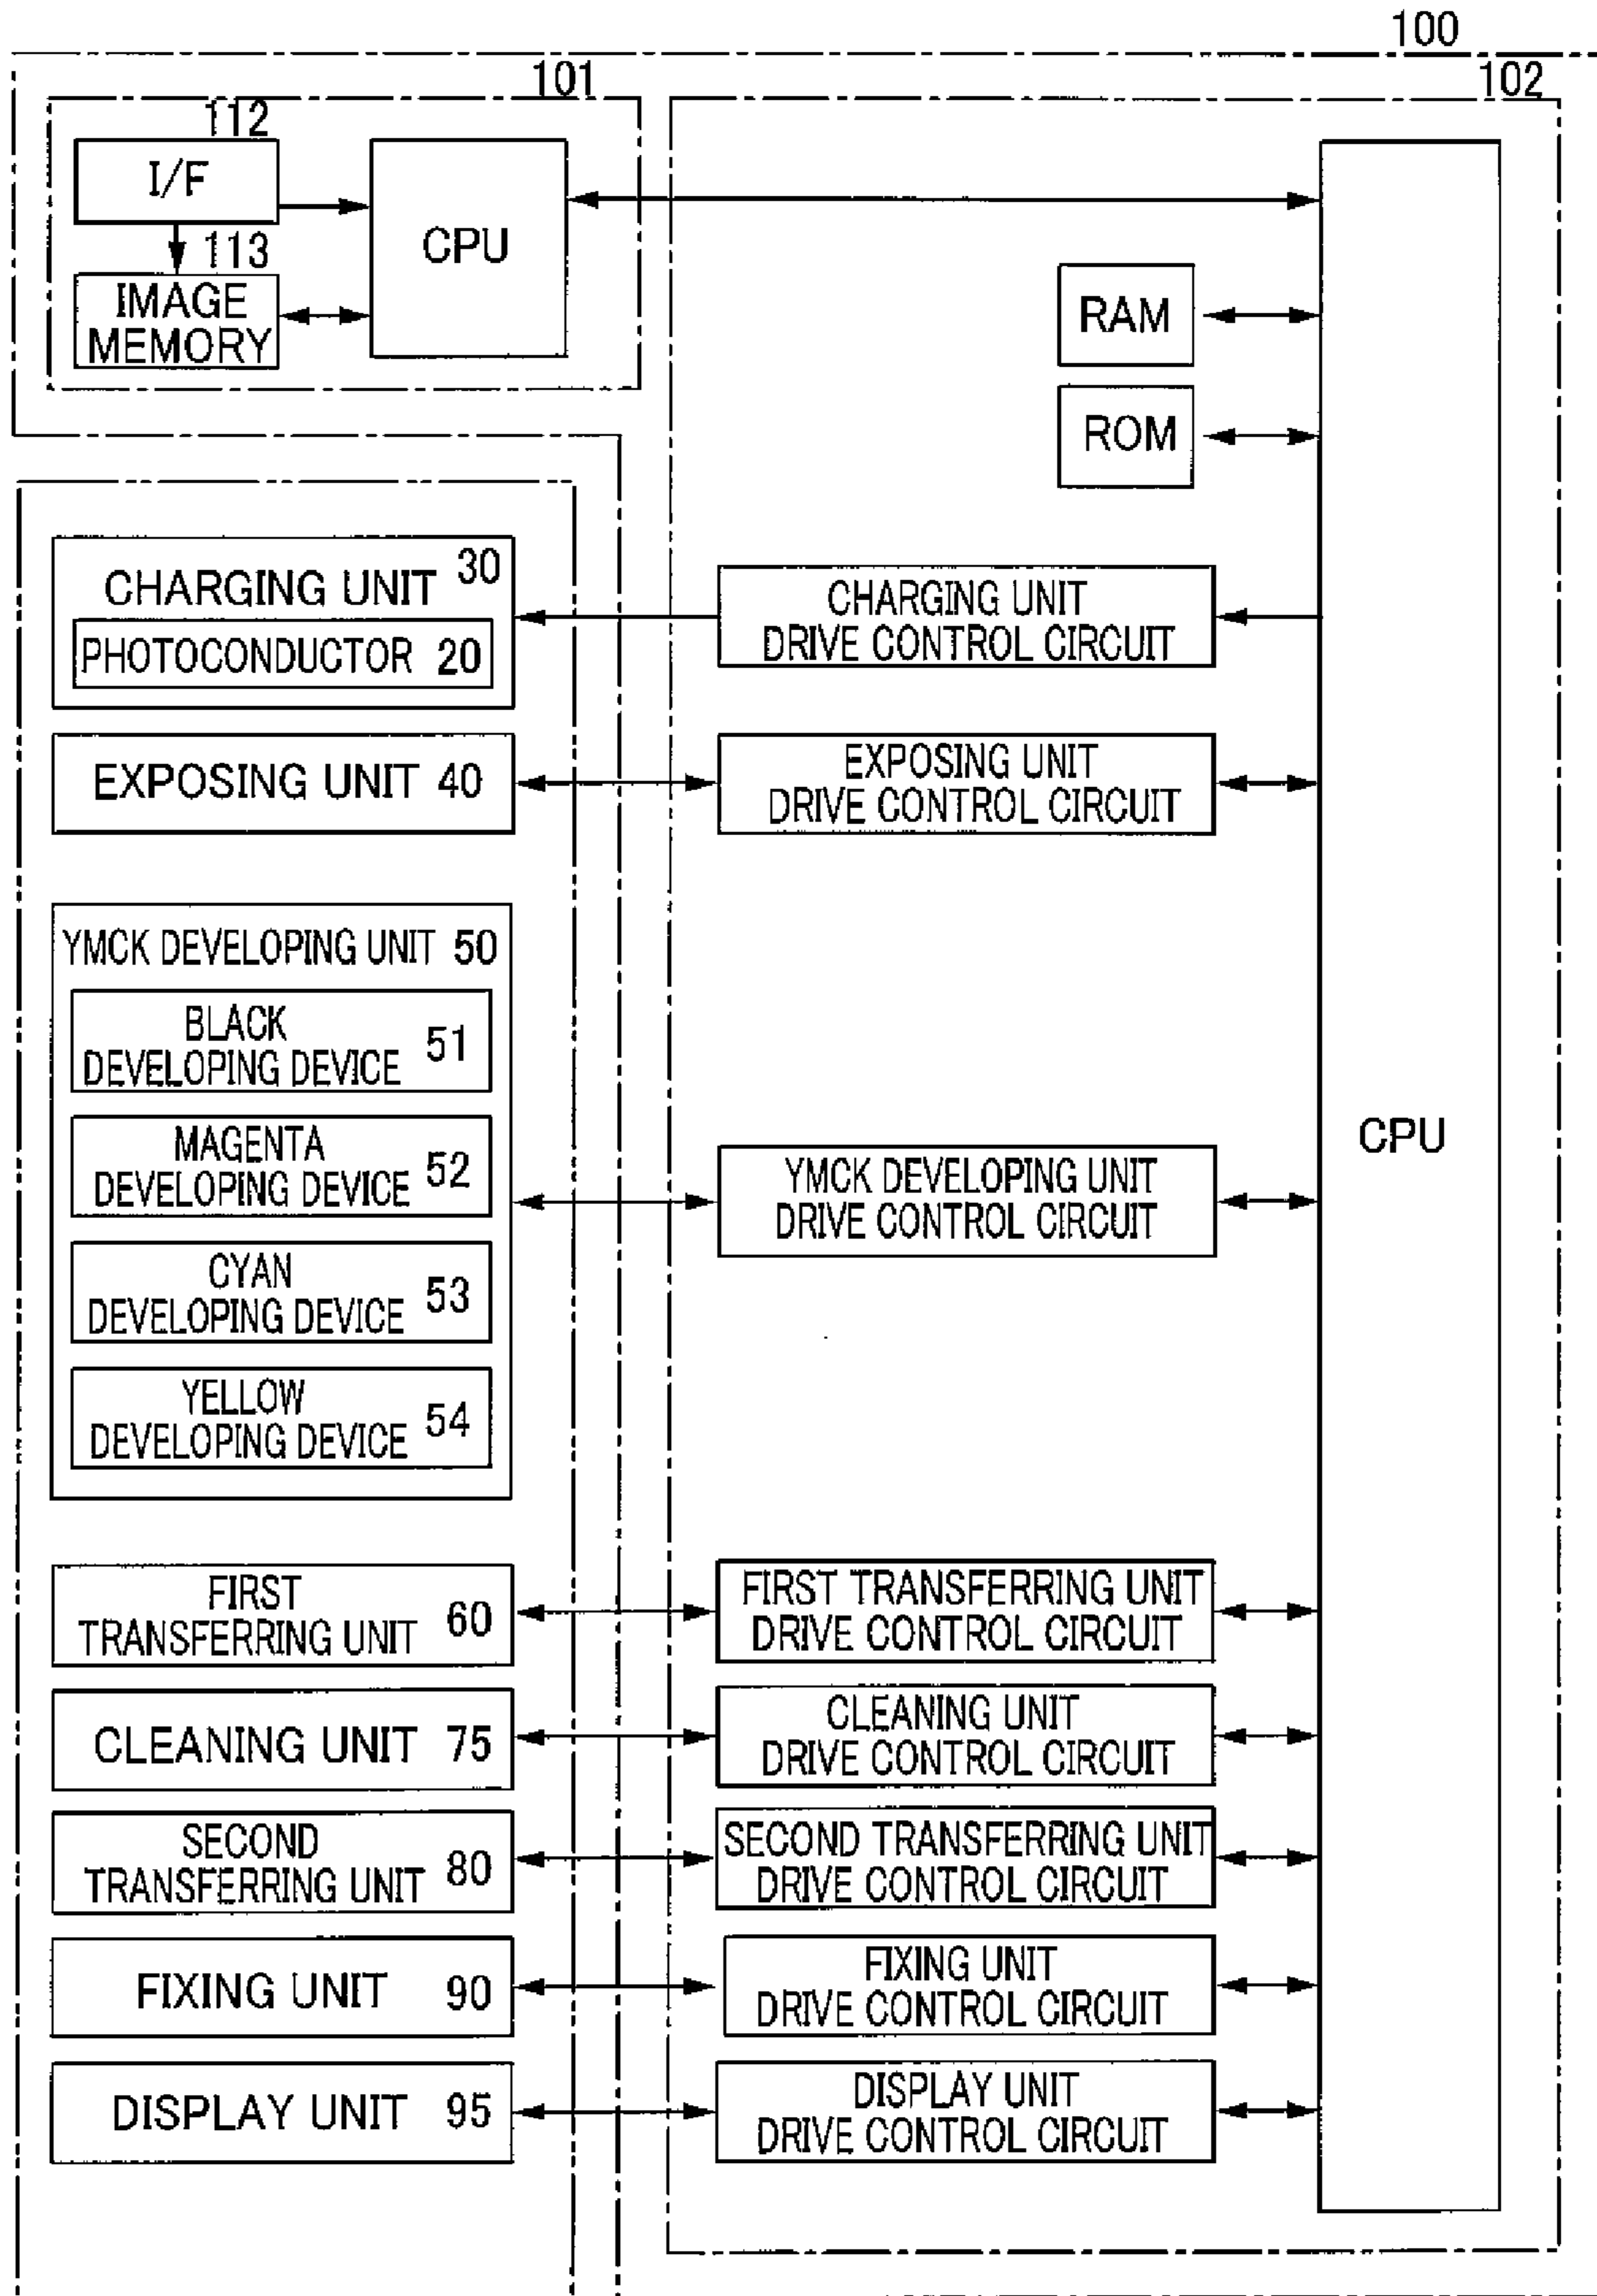 100
101
102
112
I/F
CPU
113
IMAGE
MEMORY
RAM
ROM
CHARGING UNIT 30
PHOTOCONDUCTOR 20
CHARGING UNIT
DRIVE CONTROL CIRCUIT
EXPOSING UNIT 40
EXPOSING UNIT
DRIVE CONTROL CIRCUIT
YMCK DEVELOPING UNIT 50
BLACK
DEVELOPING DEVICE 51
MAGENTA
DEVELOPING DEVICE 52
CYAN
DEVELOPING DEVICE 53
YELLOW
DEVELOPING DEVICE 54
YMCK DEVELOPING UNIT
DRIVE CONTROL CIRCUIT
CPU
FIRST
TRANSFERRING UNIT 60
FIRST TRANSFERRING UNIT
DRIVE CONTROL CIRCUIT
CLEANING UNIT 75
CLEANING UNIT
DRIVE CONTROL CIRCUIT
SECOND
TRANSFERRING UNIT 80
SECOND TRANSFERRING UNIT
DRIVE CONTROL CIRCUIT
FIXING UNIT 90
FIXING UNIT
DRIVE CONTROL CIRCUIT
DISPLAY UNIT 95
DISPLAY UNIT
DRIVE CONTROL CIRCUIT